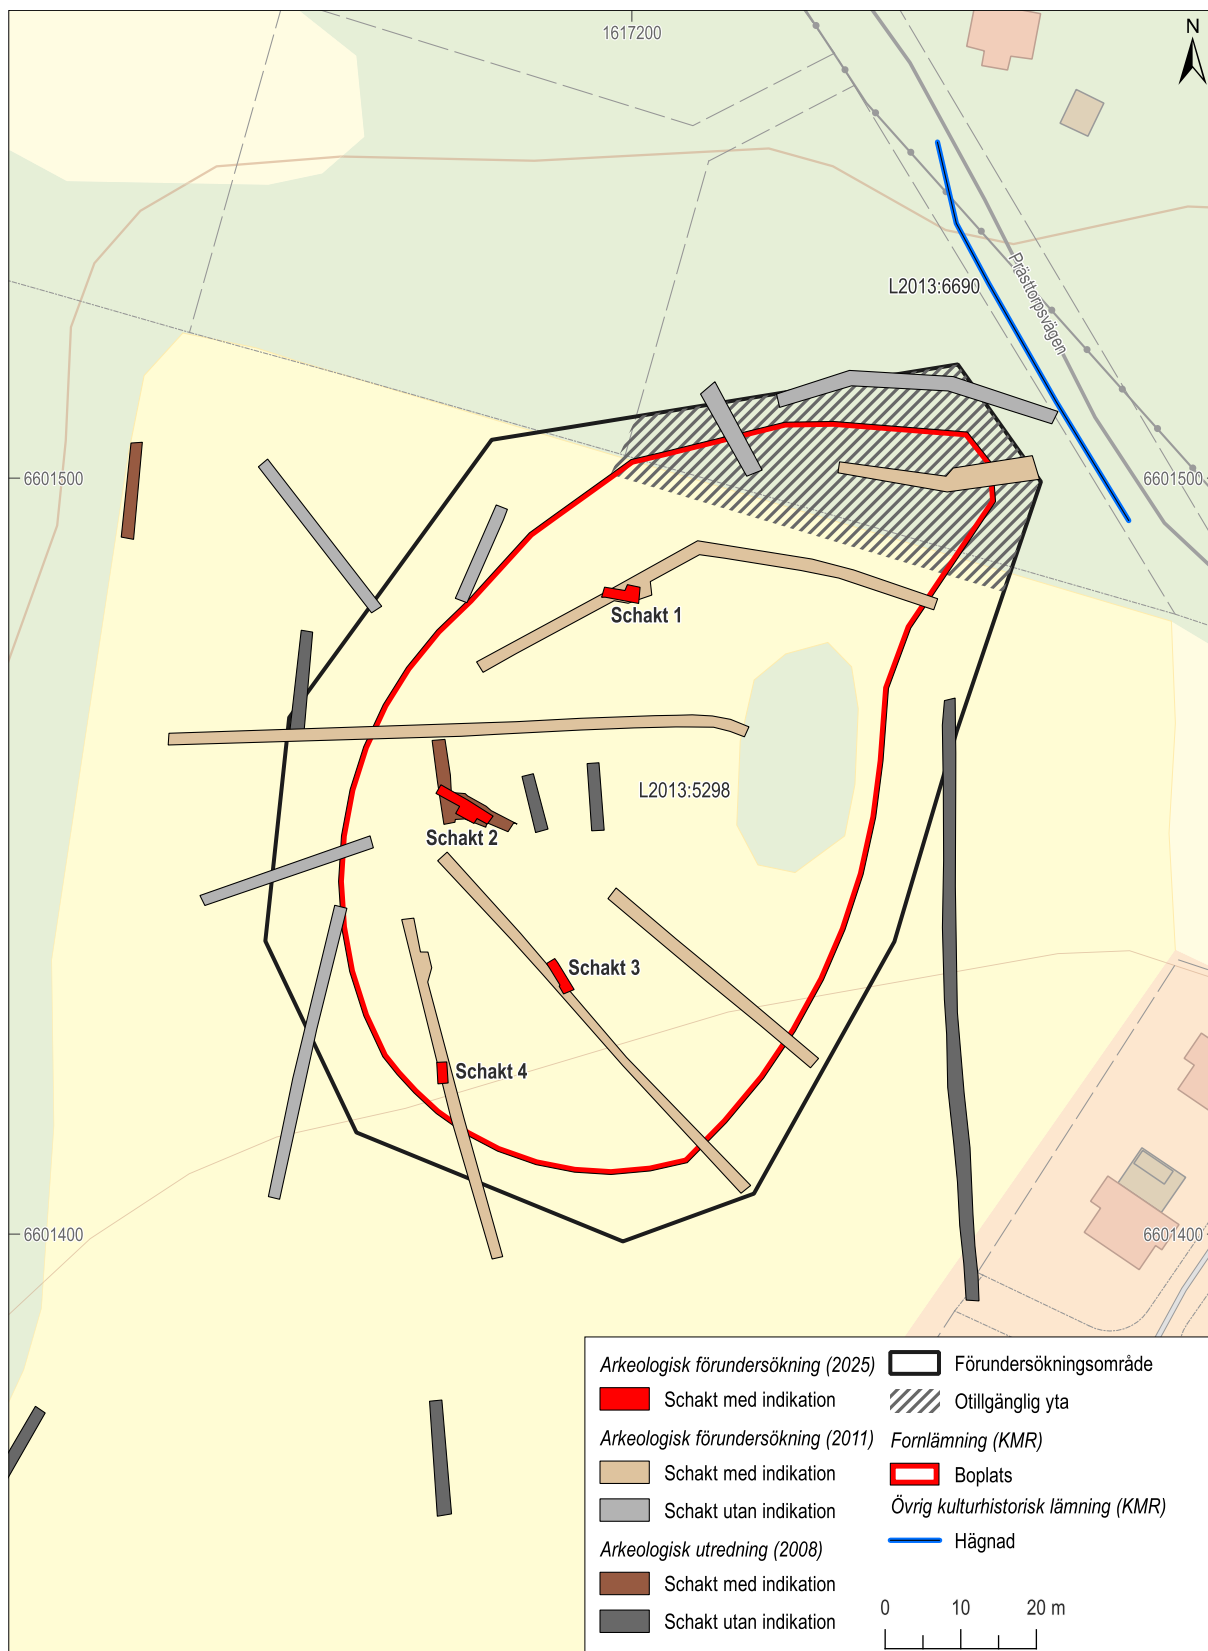 1617200
N
L2013:6690
Prästtorpsvägen
6601500
6601500
Schakt 1
L2013:5298
Schakt 2
Schakt 3
Schakt 4
6601400
6601400
Arkeologisk förundersökning (2025)
Schakt med indikation
Arkeologisk förundersökning (2011)
Schakt med indikation
Schakt utan indikation
Arkeologisk utredning (2008)
Schakt med indikation
Schakt utan indikation
Förundersökningsområde
Otillgänglig yta
Fornlämning (KMR)
Boplats
Övrig kulturhistorisk lämning (KMR)
Hägnad
0 10 20 m